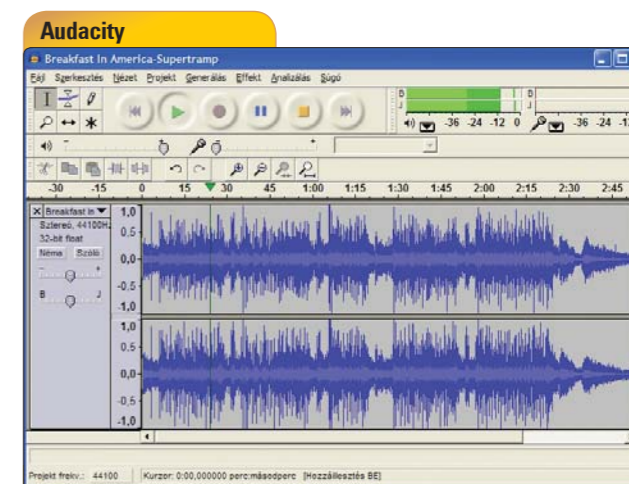 Audacity
Breakfast In America-Supertramp
Fájl Szerkesztés Nézet Projekt Generálás Effekt Analizálás Súgó
B
J
-36 -24 -12 0
B
J
-36 -24
-30 -15 0 15 30 45 1:00 1:15 1:30 1:45 2:00 2:15 2:30 2:45
X Breakfast in
Sztereó, 44100Hz
32-bit float
Néma Szóló
- +
B J
1,0
0,5
0,0
-0,5
-1,0
1,0
0,5
0,0
-0,5
-1,0
Projekt frekv.: 44100 Kurzor: 0:00,000000 perc:másodperc [Hozzáillesztés BE]